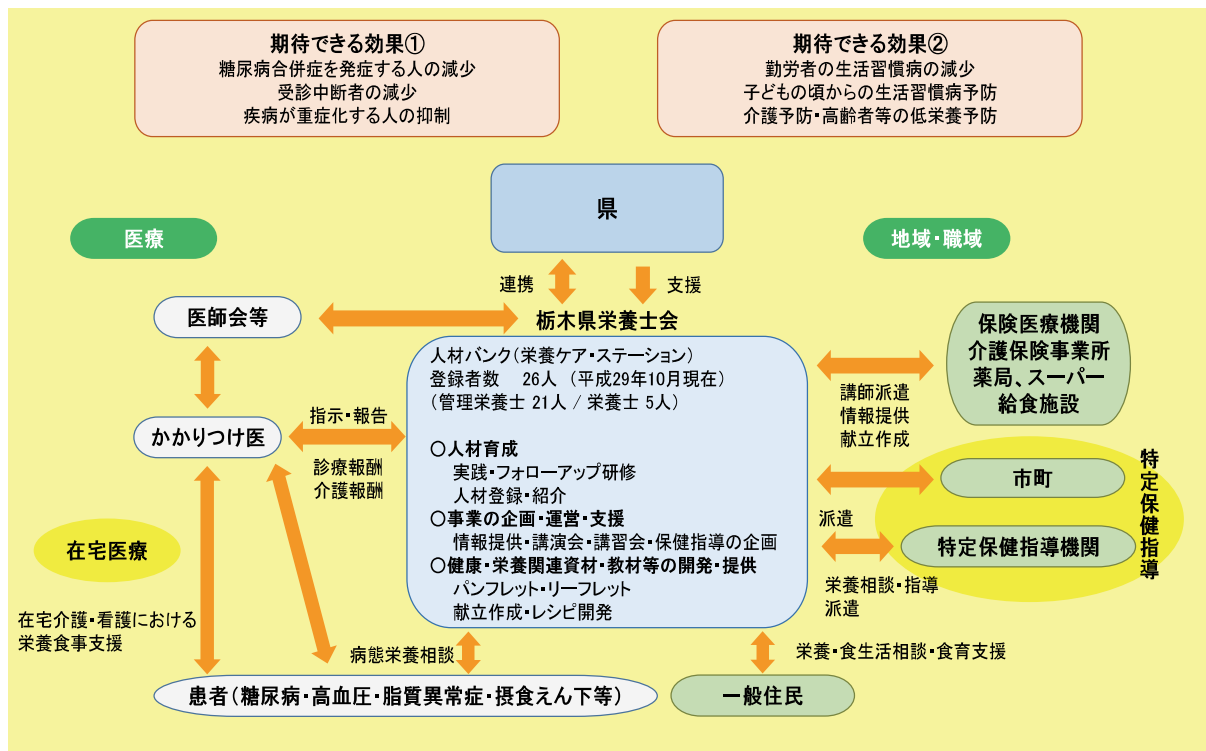 期待できる効果①
糖尿病合併症を発症する人の減少
受診中断者の減少
疾病が重症化する人の抑制
期待できる効果②
勤労者の生活習慣病の減少
子どもの頃からの生活習慣病予防
介護予防・高齢者等の低栄養予防
県
医療
地域・職域
連携
支援
医師会等
栃木県栄養士会
人材バンク（栄養ケア・ステーション）
登録者数　26人　（平成29年10月現在）
（管理栄養士 21人 / 栄養士 5人）
○人材育成
実践・フォローアップ研修
人材登録・紹介
○事業の企画・運営・支援
情報提供・講演会・講習会・保健指導の企画
○健康・栄養関連資材・教材等の開発・提供
パンフレット・リーフレット
献立作成・レシピ開発
保険医療機関
介護保険事業所
薬局、スーパー
給食施設
講師派遣
情報提供
献立作成
かかりつけ医
指示・報告
診療報酬
介護報酬
市町
派遣
特定保健指導機関
特定保健指導
栄養相談・指導
派遣
在宅医療
在宅介護・看護における
栄養食事支援
病態栄養相談
栄養・食生活相談・食育支援
患者（糖尿病・高血圧・脂質異常症・摂食えん下等）
一般住民